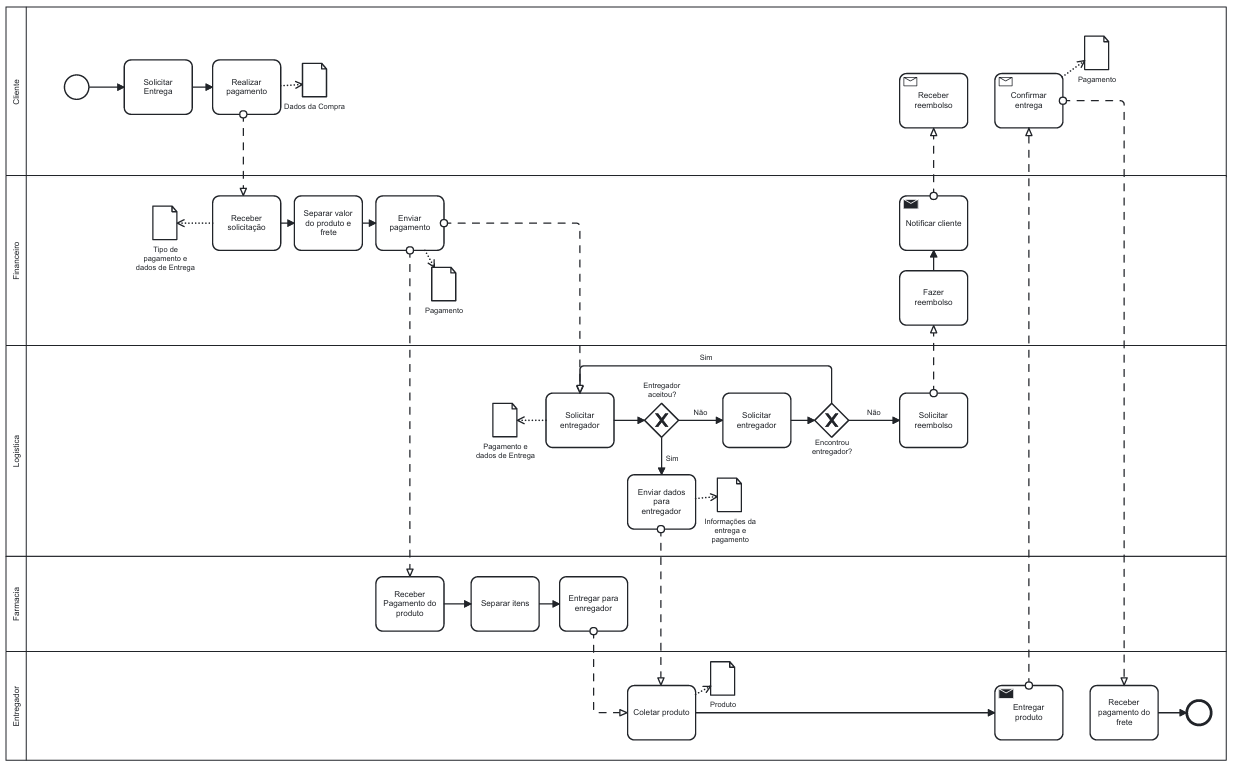 Cliente
Solicitar
Entrega
Realizar
pagamento
Dados da Compra
Receber
reembolso
Confirmar
entrega
Pagamento
Financeiro
Tipo de
pagamento e
dados de Entrega
Receber
solicitação
Separar valor
do produto e
frete
Enviar
pagamento
Pagamento
Notificar cliente
Fazer
reembolso
Logistica
Pagamento e
dados de Entrega
Solicitar
entregador
Entregador
aceitou?
Sim
Não
Solicitar
entregador
Encontrou
entregador?
Não
Solicitar
reembolso
Sim
Enviar dados
para
entregador
Informações da
entrega e
pagamento
Farmacia
Receber
Pagamento do
produto
Separar itens
Entregar para
enregador
Entregador
Coletar produto
Produto
Entregar
produto
Receber
pagamento do
frete